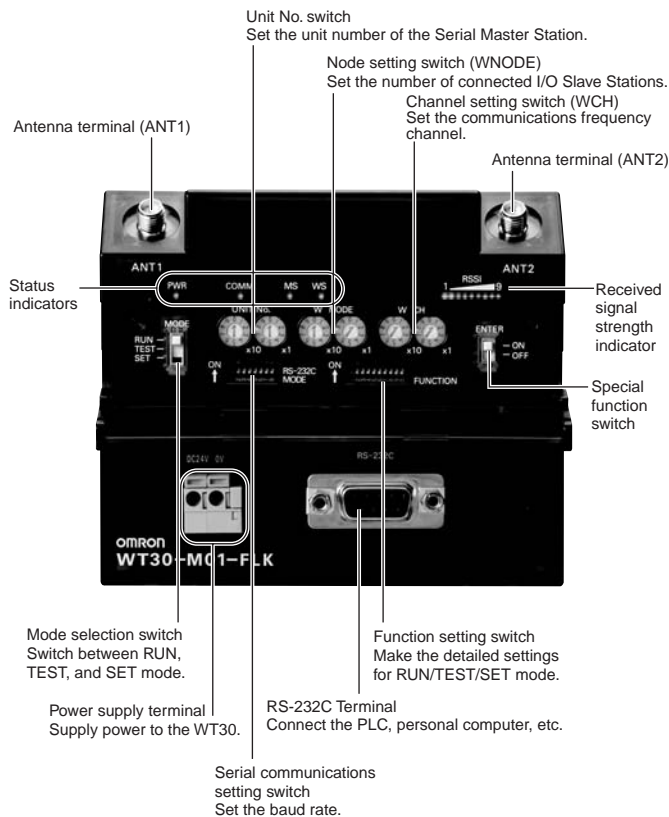 Unit No. switch
Set the unit number of the Serial Master Station.
Node setting switch (WNODE)
Set the number of connected I/O Slave Stations.
Channel setting switch (WCH)
Set the communications frequency
channel.
Antenna terminal (ANT1)
Antenna terminal (ANT2)
ANT1
ANT2
Status
indicators
PWR
COMM
MS
WS
RSSI
1
9
Received
signal
strength
indicator
MODE
RUN
TEST
SET
UNIT No.
x10
x1
W NODE
x10
x1
W CH
x10
x1
ENTER
ON
OFF
Special
function
switch
ON
RS-232C
MODE
ON
FUNCTION
DC24V 0V
RS-232C
OMRON
WT30-M01-FLK
Mode selection switch
Switch between RUN,
TEST, and SET mode.
Function setting switch
Make the detailed settings
for RUN/TEST/SET mode.
Power supply terminal
Supply power to the WT30.
RS-232C Terminal
Connect the PLC, personal computer, etc.
Serial communications
setting switch
Set the baud rate.